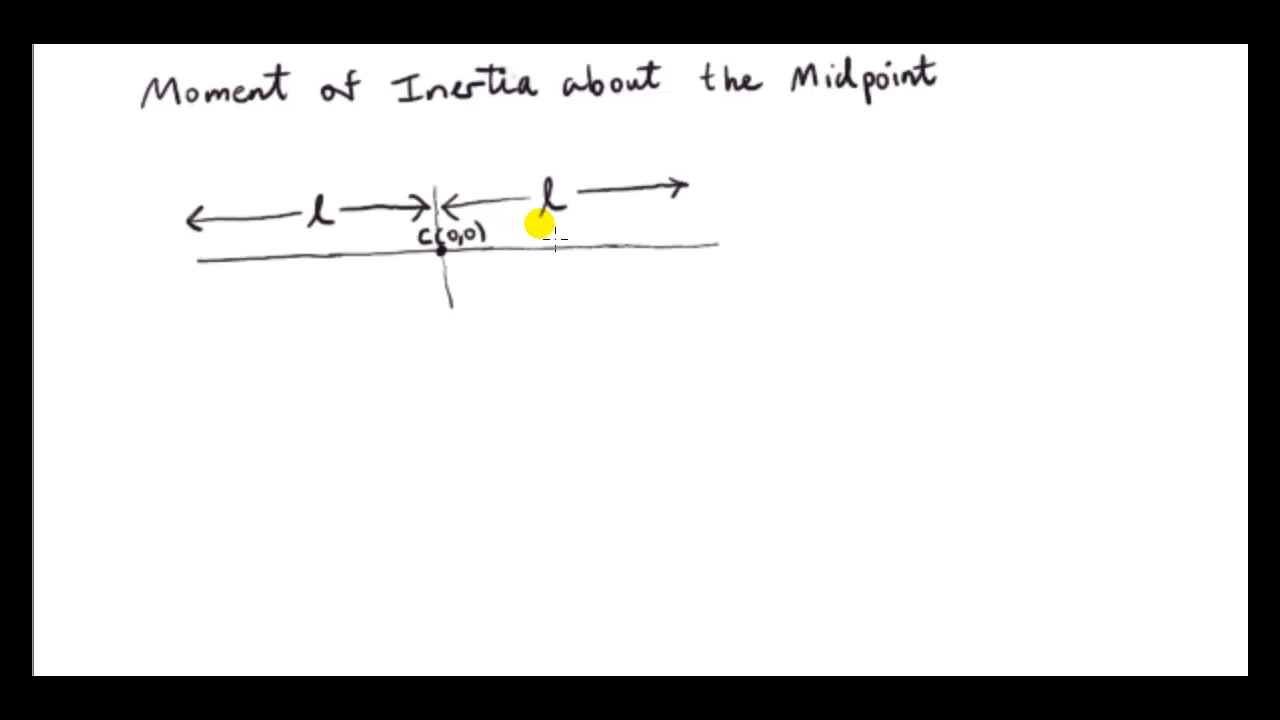 Moment of Inertia about the Midpoint
l l
C(0,0)